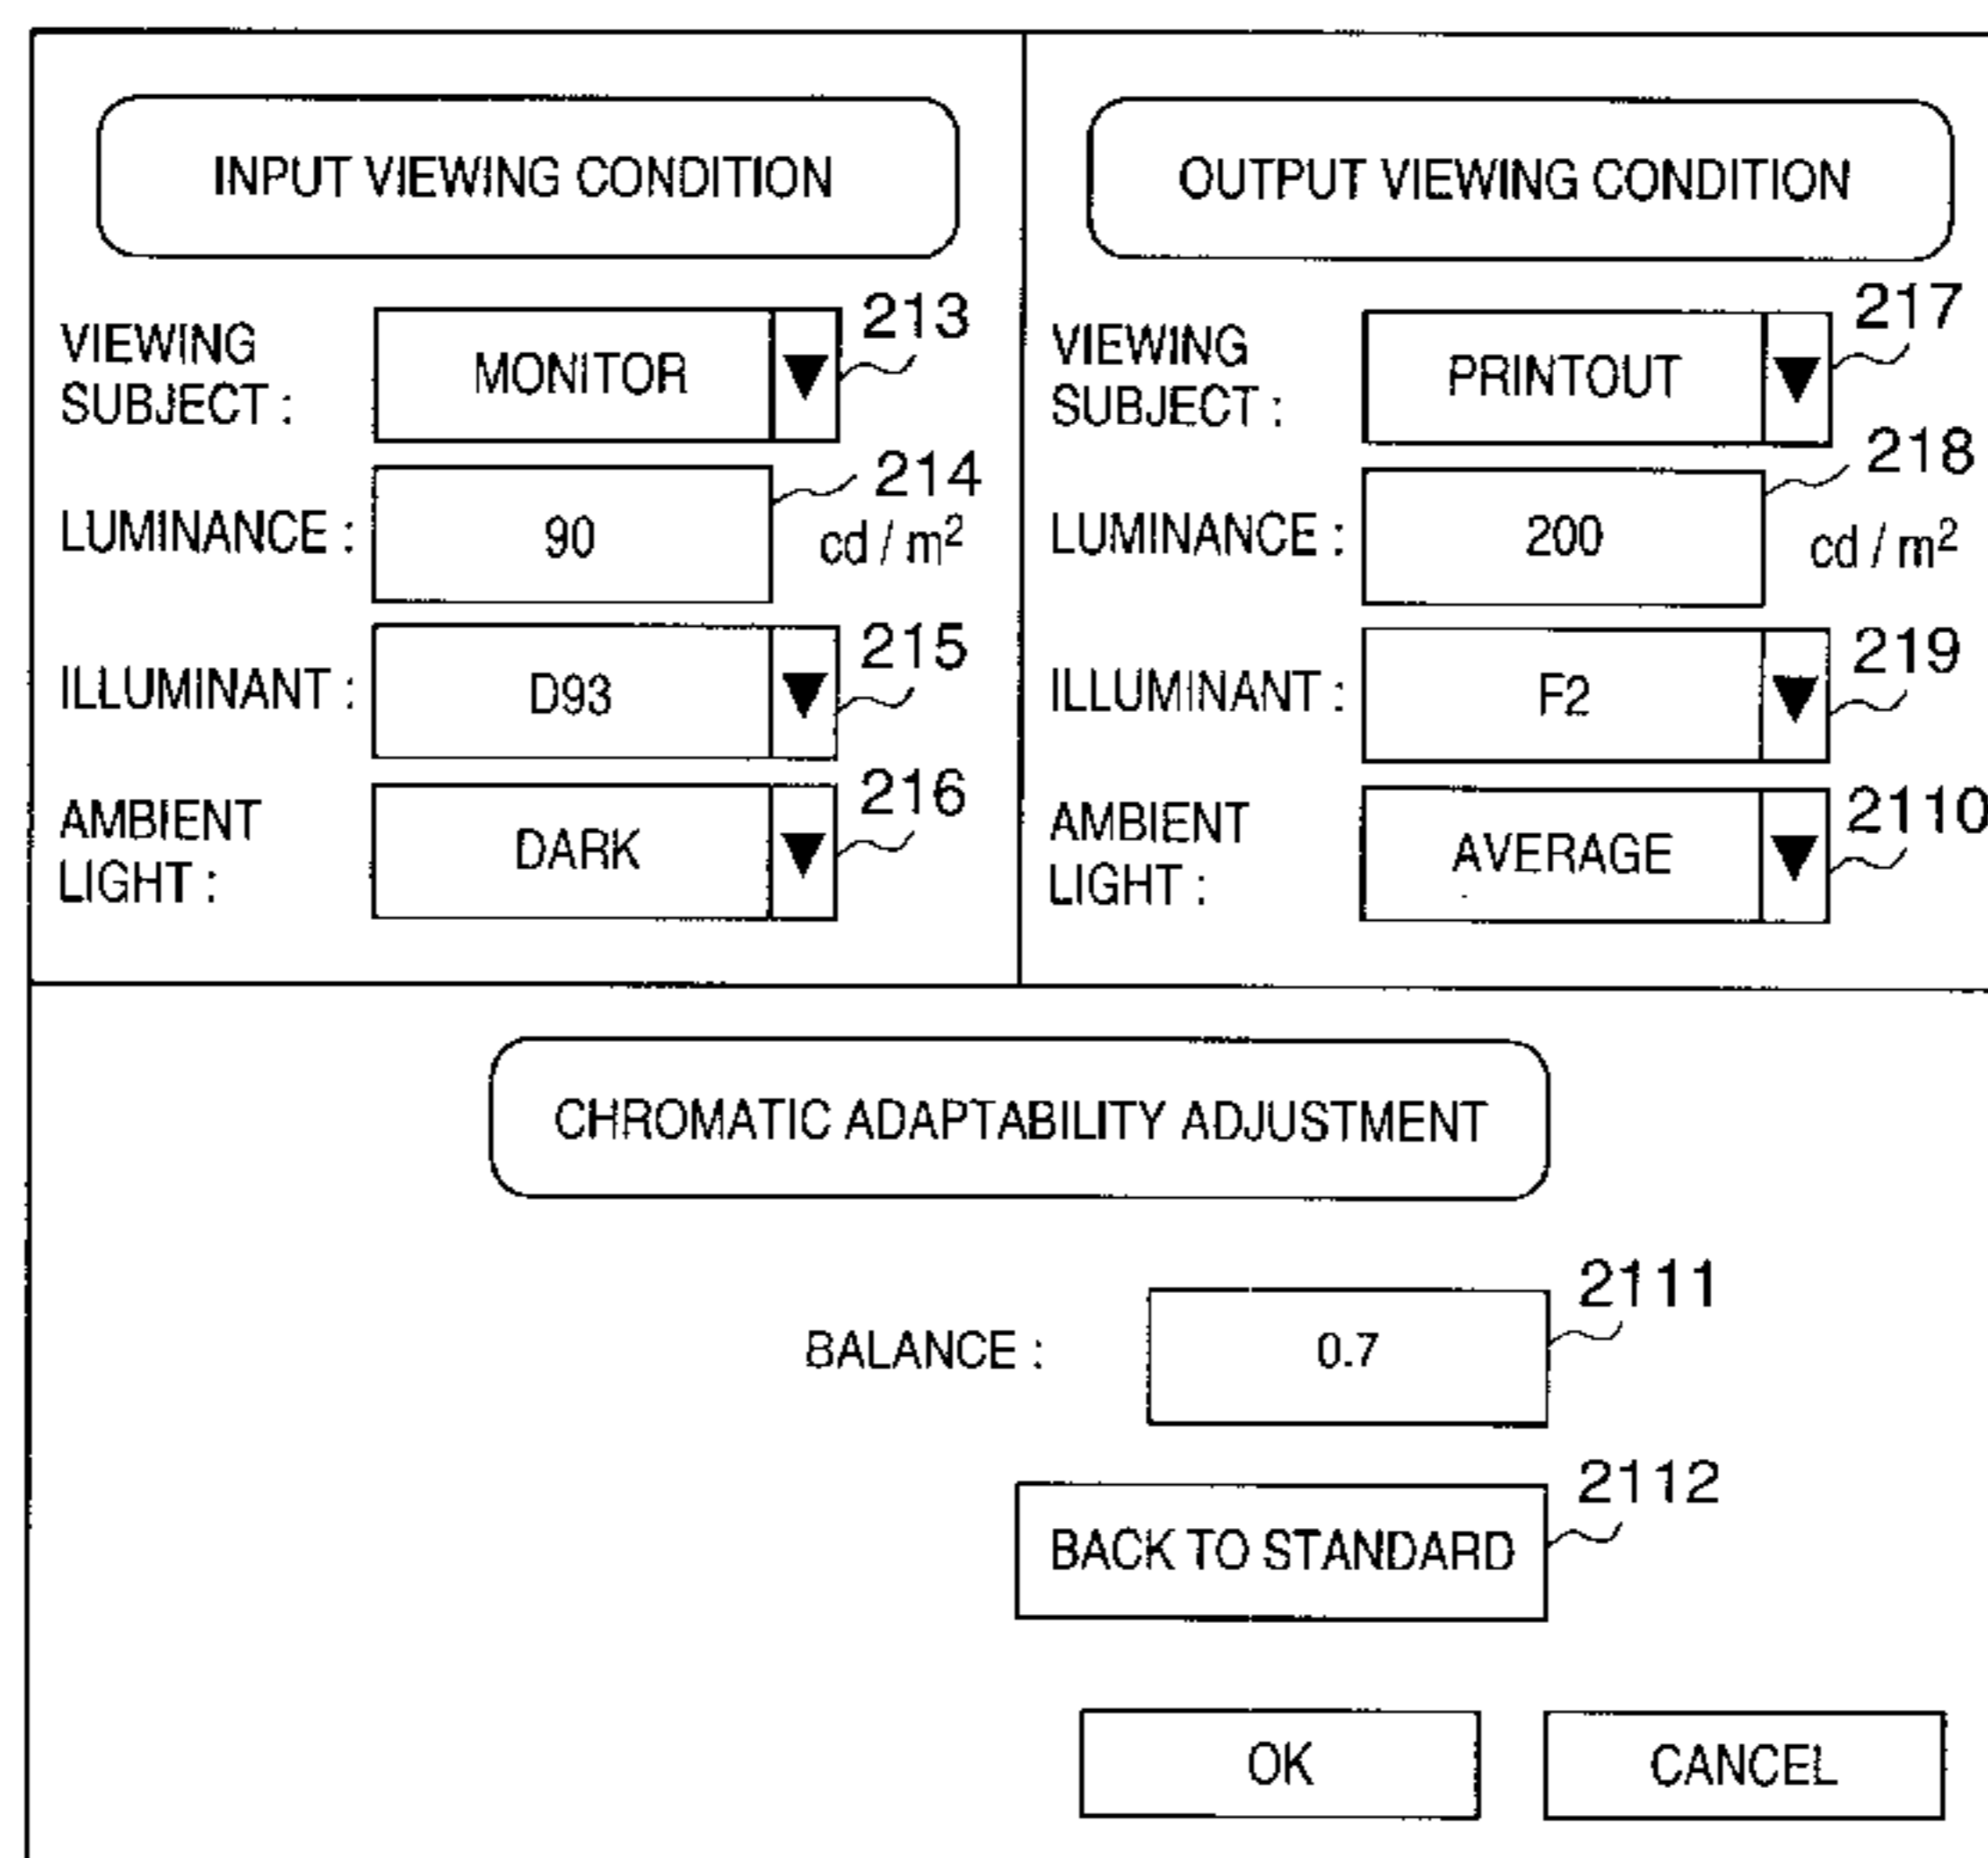 INPUT VIEWING CONDITION
VIEWING
SUBJECT :
MONITOR
213
LUMINANCE :
90
214
cd / m²
ILLUMINANT :
D93
215
AMBIENT
LIGHT :
DARK
216
OUTPUT VIEWING CONDITION
VIEWING
SUBJECT :
PRINTOUT
217
LUMINANCE :
200
218
cd / m²
ILLUMINANT :
F2
219
AMBIENT
LIGHT :
AVERAGE
2110
CHROMATIC ADAPTABILITY ADJUSTMENT
BALANCE :
0.7
2111
BACK TO STANDARD
2112
OK
CANCEL